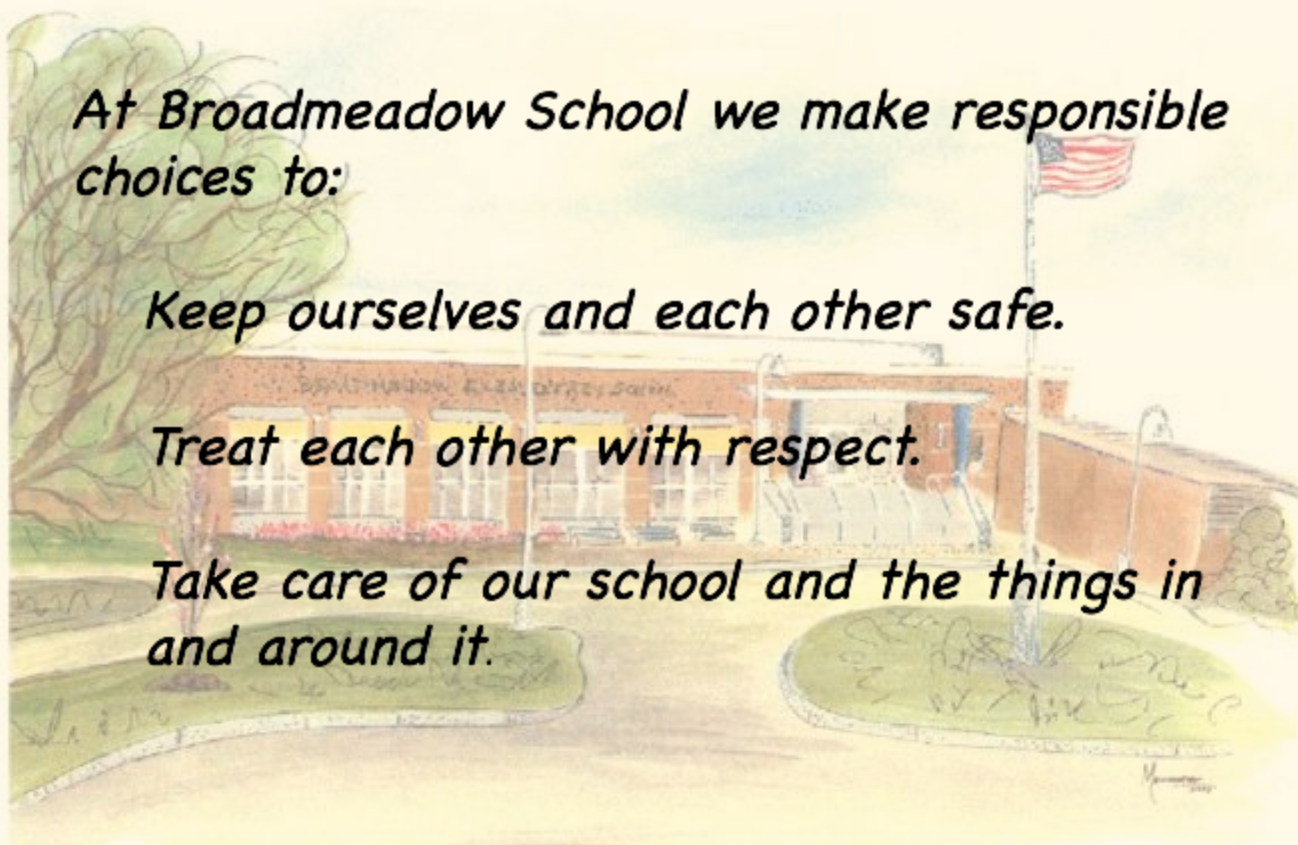 At Broadmeadow School we make responsible
choices to:
Keep ourselves and each other safe.
Treat each other with respect.
Take care of our school and the things in
and around it.